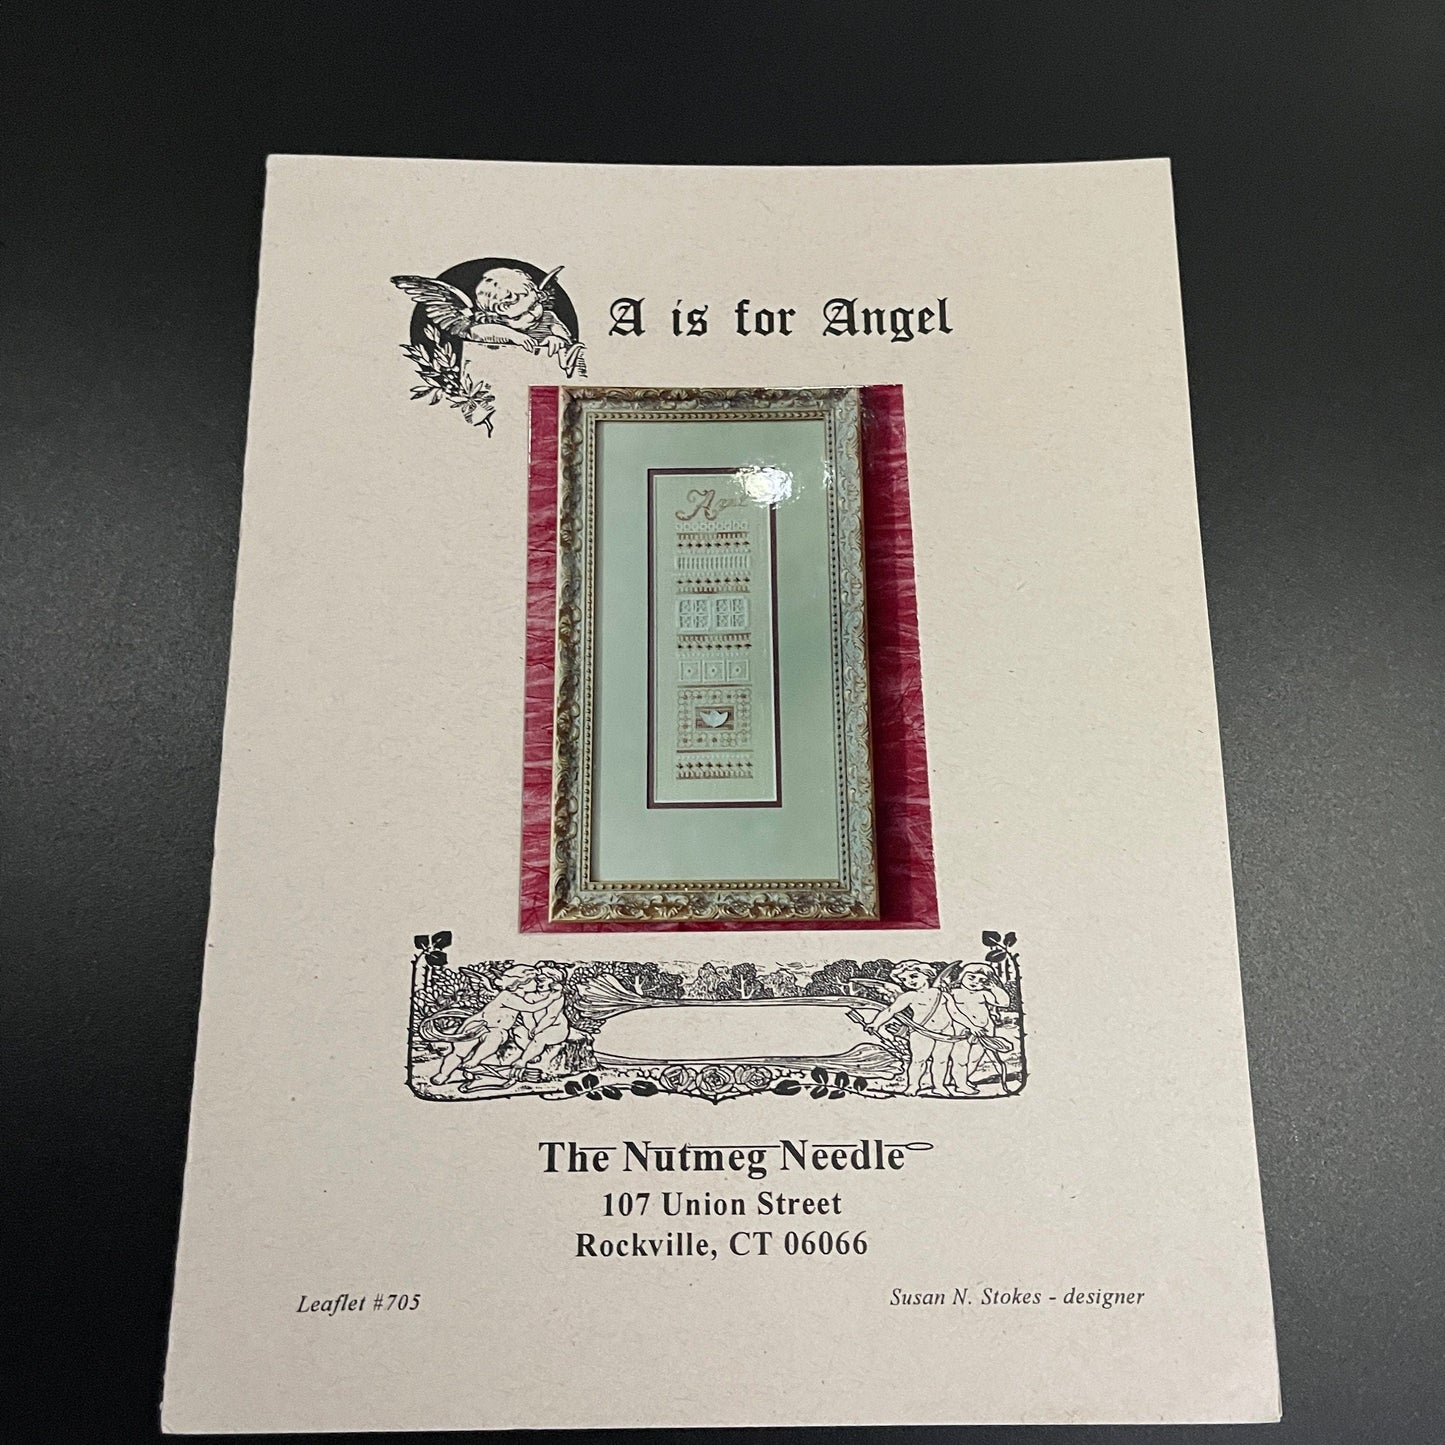 A is for Angel
The Nutmeg Needle
107 Union Street
Rockville, CT 06066
Leaflet #705
Susan N. Stokes - designer